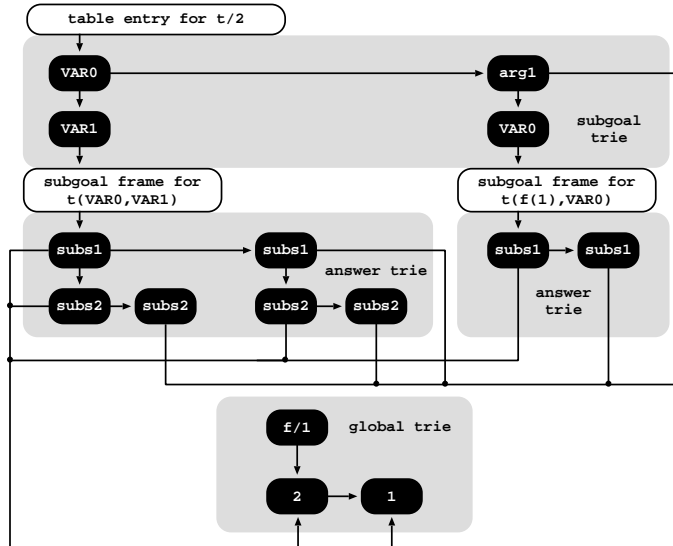 table entry for t/2
VAR0
arg1
VAR1
VAR0
subgoal
trie
subgoal frame for
t(VAR0,VAR1)
subgoal frame for
t(f(1),VAR0)
subs1
subs1
subs1
subs1
answer trie
subs2
subs2
subs2
subs2
answer
trie
f/1
global trie
2
1